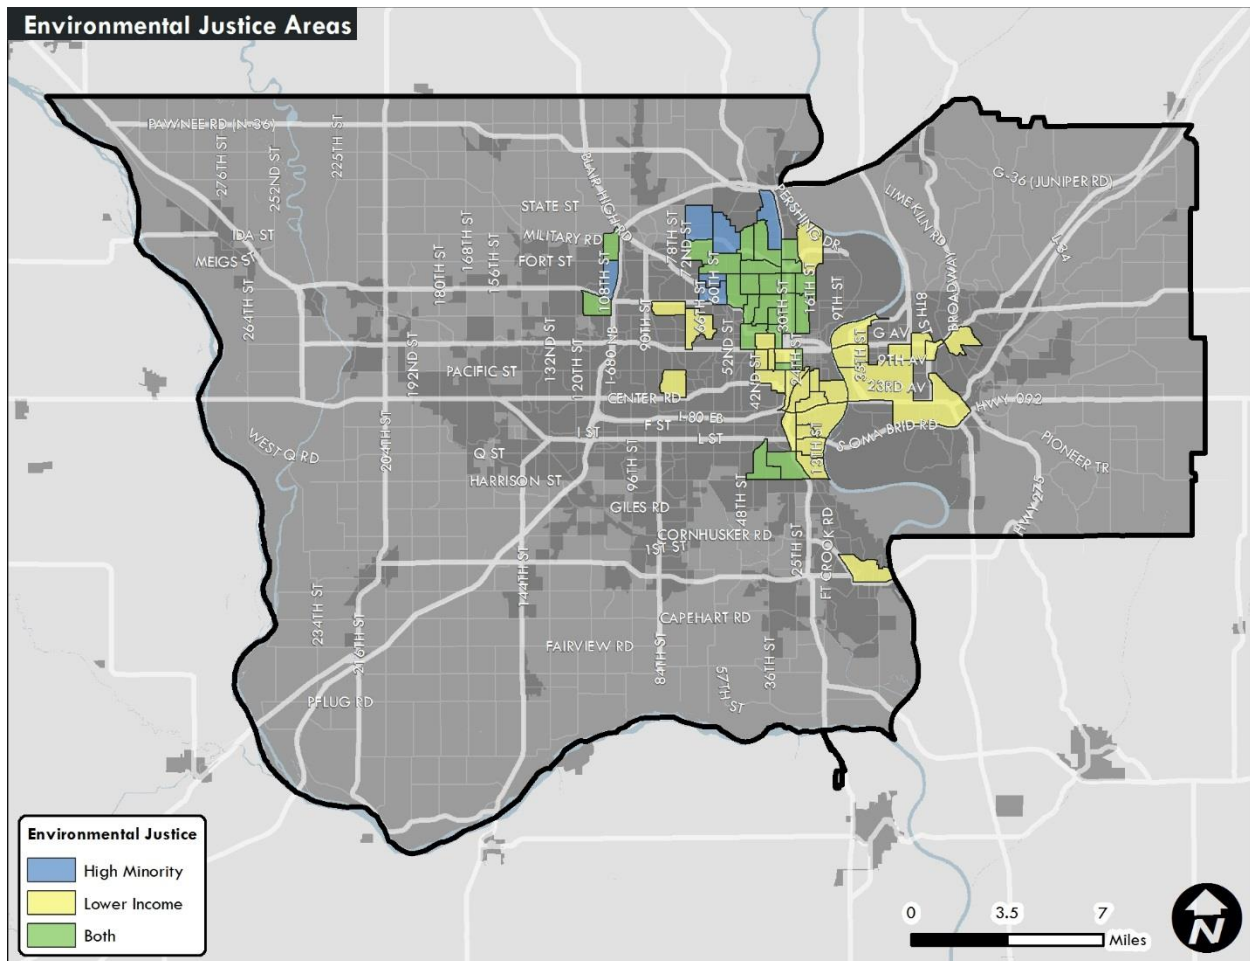 Environmental Justice Areas
PAWNEE RD (N-36)
276TH ST
252ND ST
225TH ST
BLAIR HIGH RD
STATE ST
MILITARY RD
FORT ST
IDA ST
MEIGS ST
264TH ST
180TH ST
168TH ST
156TH ST
108TH ST
78TH ST
72ND ST
60TH ST
66TH ST
PERSHING DR
16TH ST
30TH ST
9TH ST
LIME KILN RD
G-36 (JUNIPER RD)
I-84
8TH ST
BROADWAY
G AV
35TH ST
9TH AV
23RD AV
HWY 092
PIONEER TR
HWY 275
S OMA BRID RD
192ND ST
132ND ST
120TH ST
I-680 NB
90TH ST
52ND ST
42ND ST
24TH ST
PACIFIC ST
CENTER RD
I-80 EB
F ST
I ST
L ST
13TH ST
WEST Q RD
204TH ST
Q ST
HARRISON ST
96TH ST
48TH ST
GILES RD
CORNHUSKER RD
1ST ST
25TH ST
FT CROOK RD
144TH ST
234TH ST
216TH ST
CAPEHART RD
FAIRVIEW RD
84TH ST
57TH ST
36TH ST
PFLUG RD
Environmental Justice
High Minority
Lower Income
Both
0 3.5 7
Miles
N